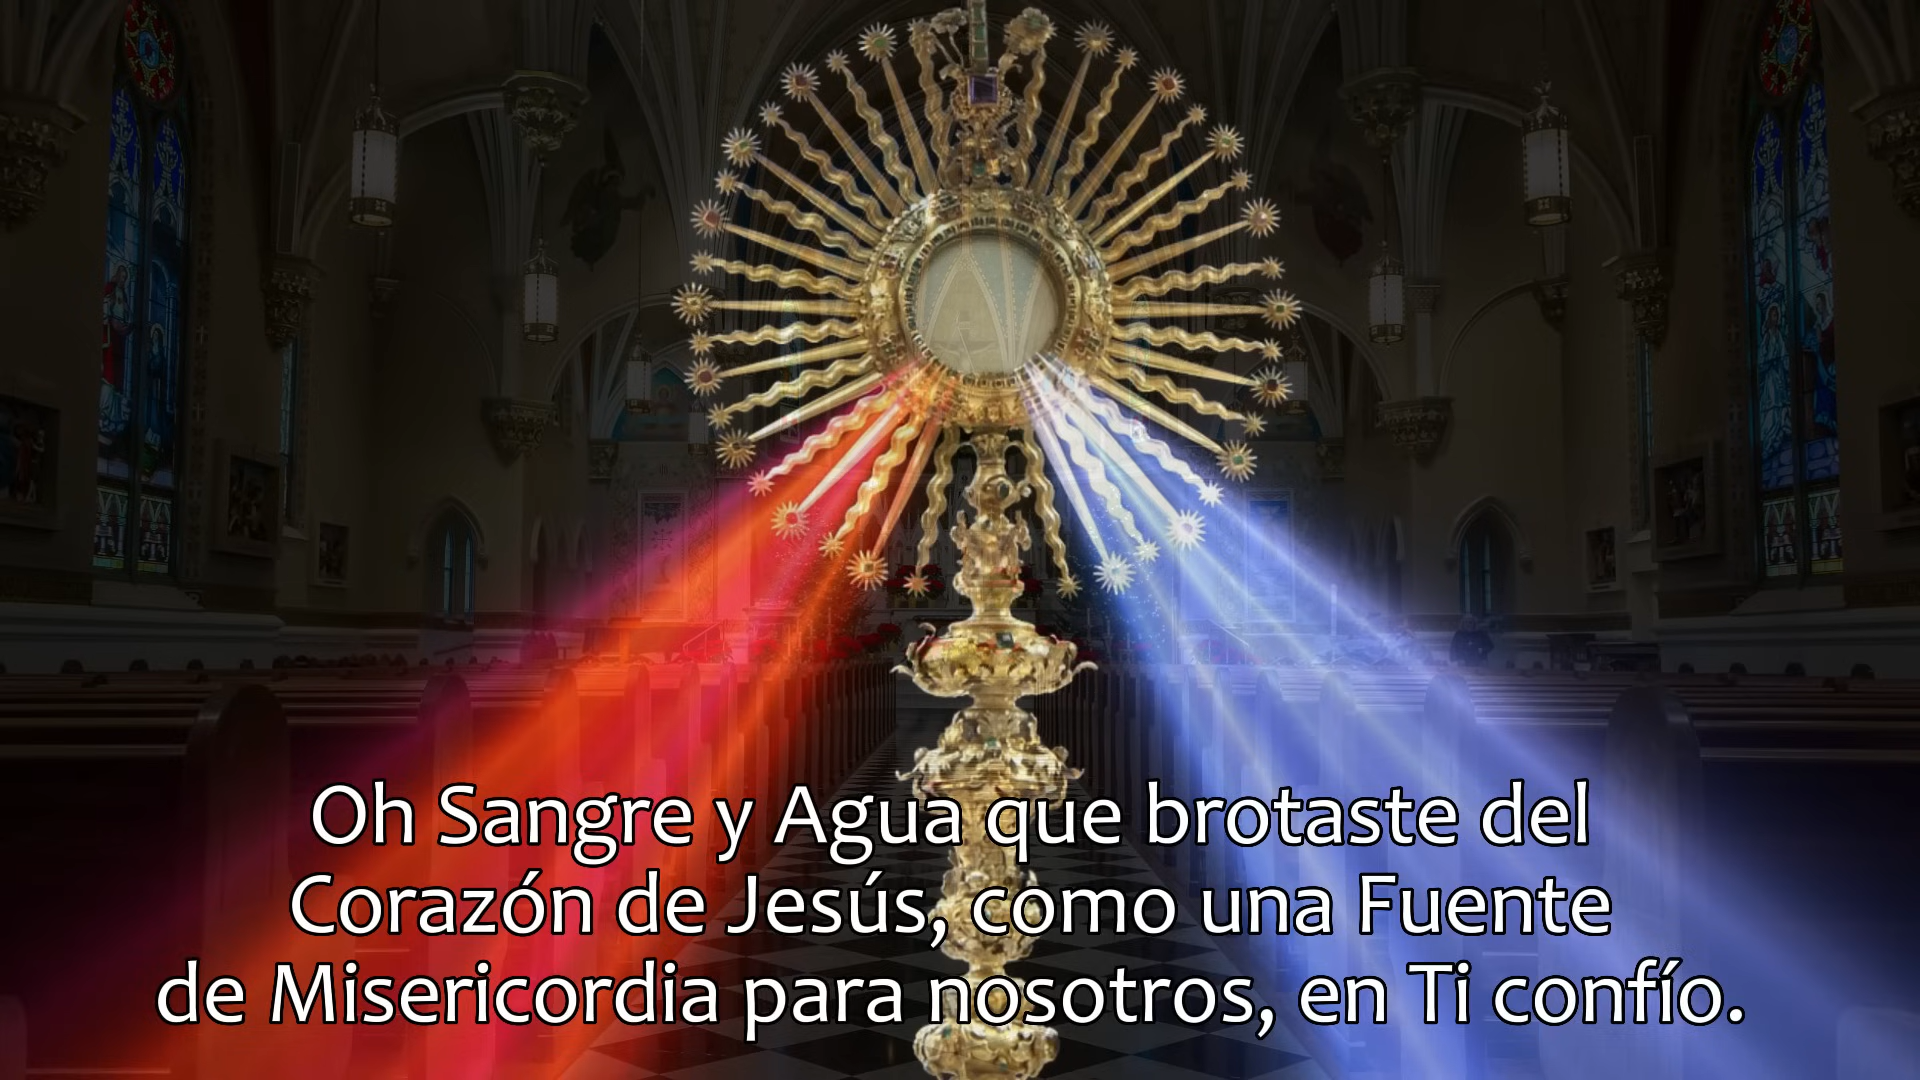 Oh Sangre y Agua que brotaste del
Corazón de Jesús, como una Fuente
de Misericordia para nosotros, en Ti confío.